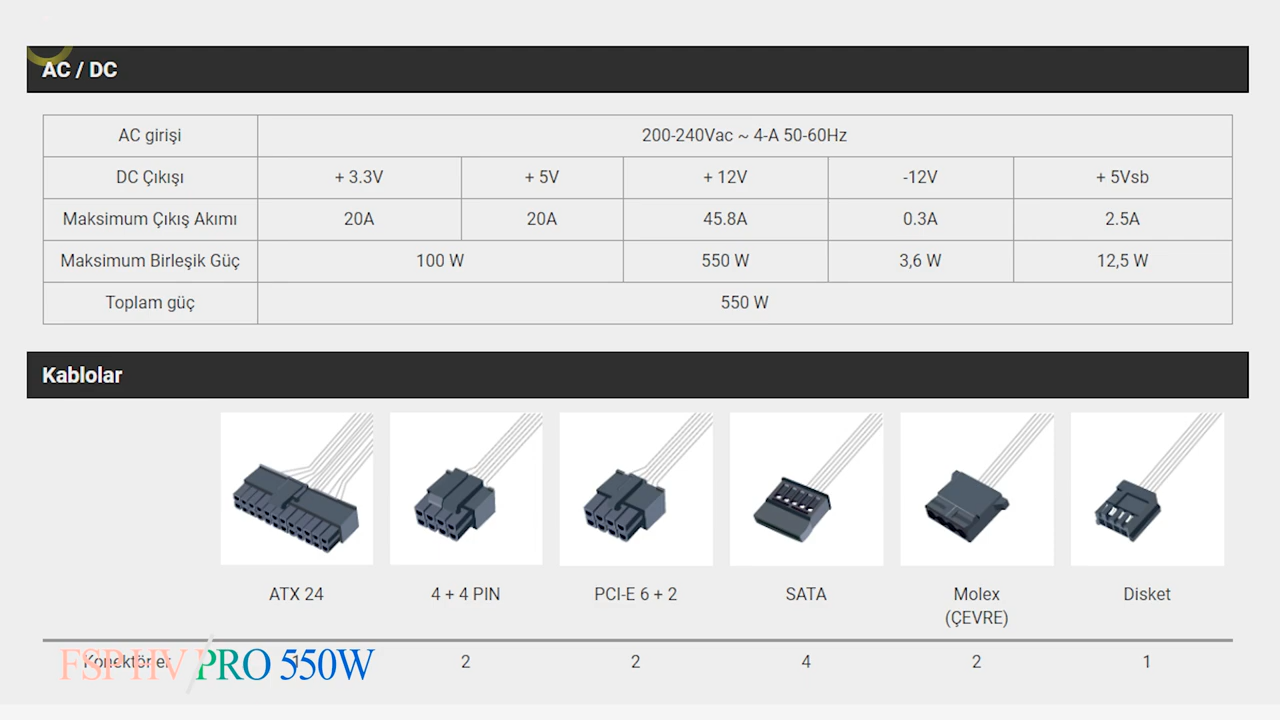 AC / DC
AC girişi 200-240Vac ~ 4-A 50-60Hz
DC Çıkışı + 3.3V + 5V + 12V -12V + 5Vsb
Maksimum Çıkış Akımı 20A 20A 45.8A 0.3A 2.5A
Maksimum Birleşik Güç 100 W 550 W 3,6 W 12,5 W
Toplam güç 550 W
Kablolar
ATX 24 4 + 4 PIN PCI-E 6 + 2 SATA Molex Disket
(ÇEVRE)
Konektörler 1 2 2 4 2 1
FSP HV PRO 550W